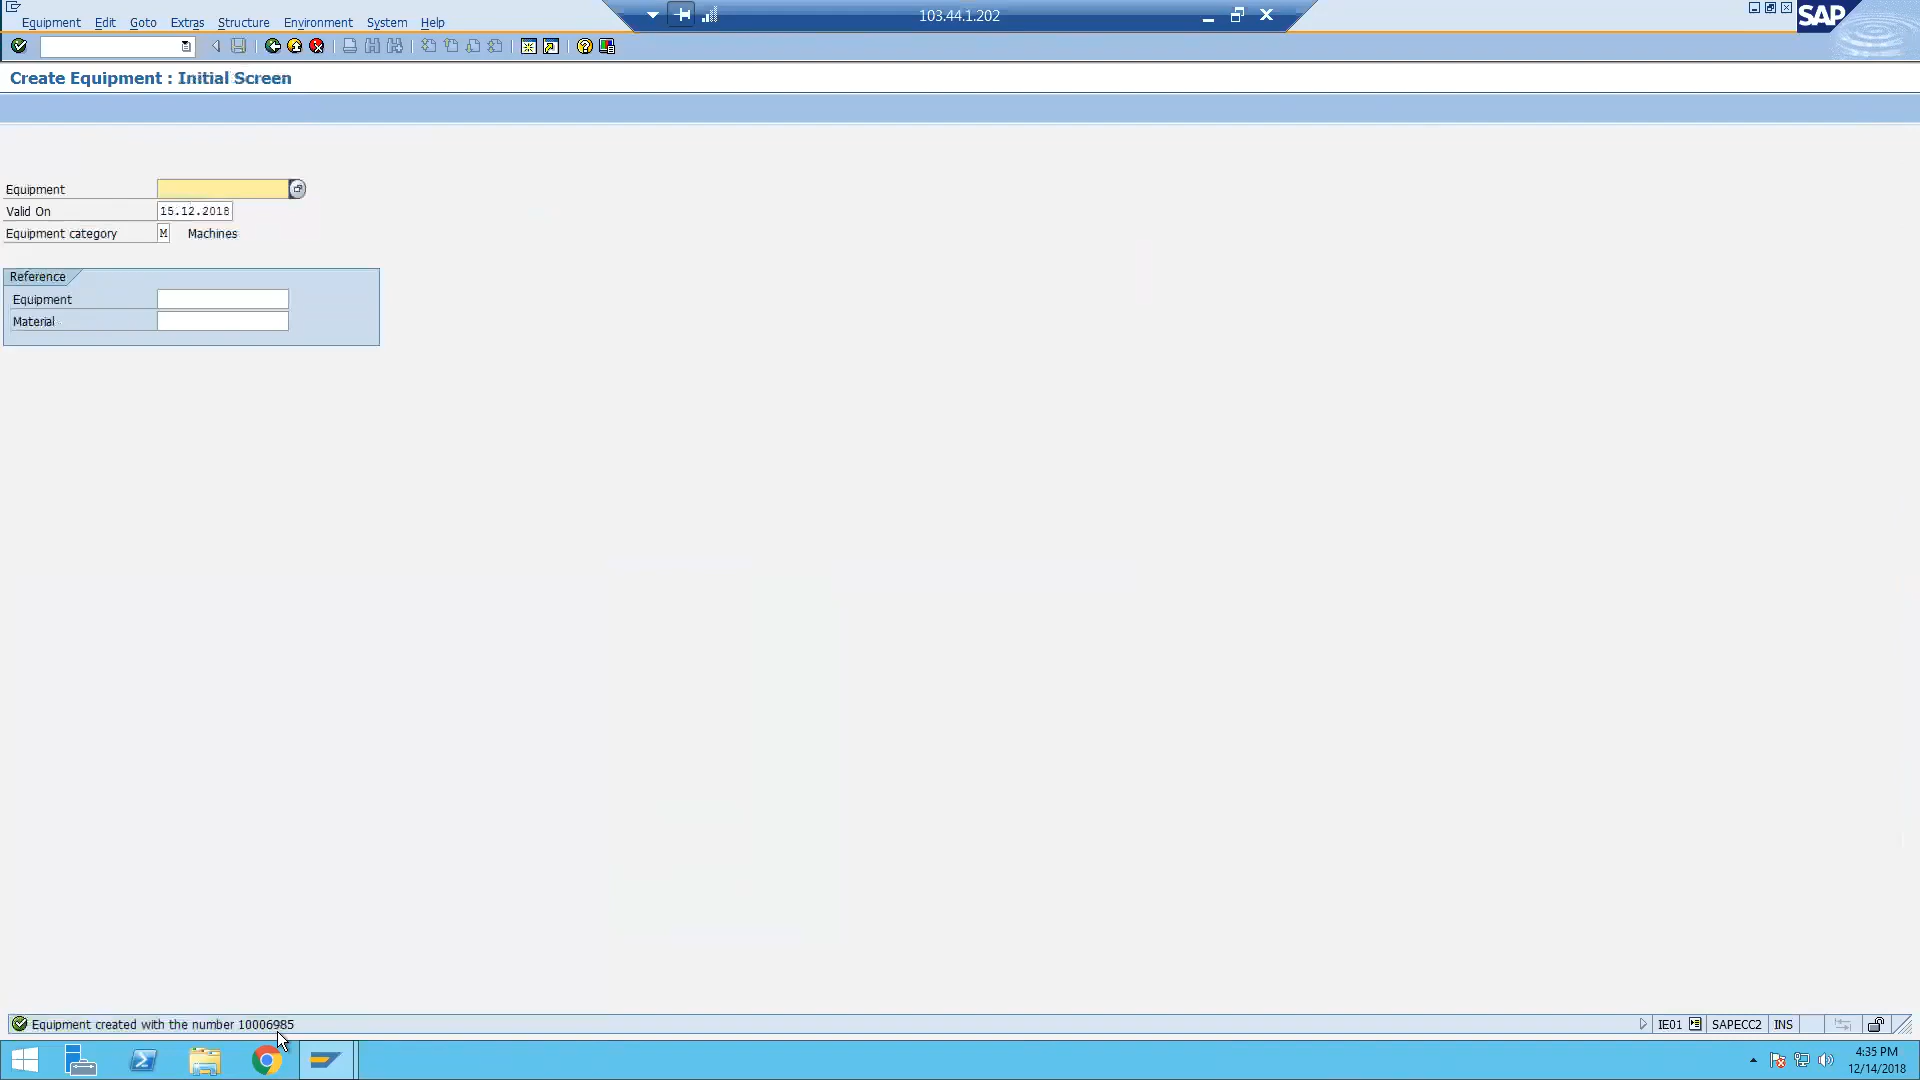 103.44.1.202
SAP
Equipment Edit Goto Extras Structure Environment System Help
Create Equipment : Initial Screen
Equipment
Valid On 15.12.2018
Equipment category M Machines
Reference
Equipment
Material
Equipment created with the number 10006985
IE01 SAPECC2 INS
4:35 PM
12/14/2018